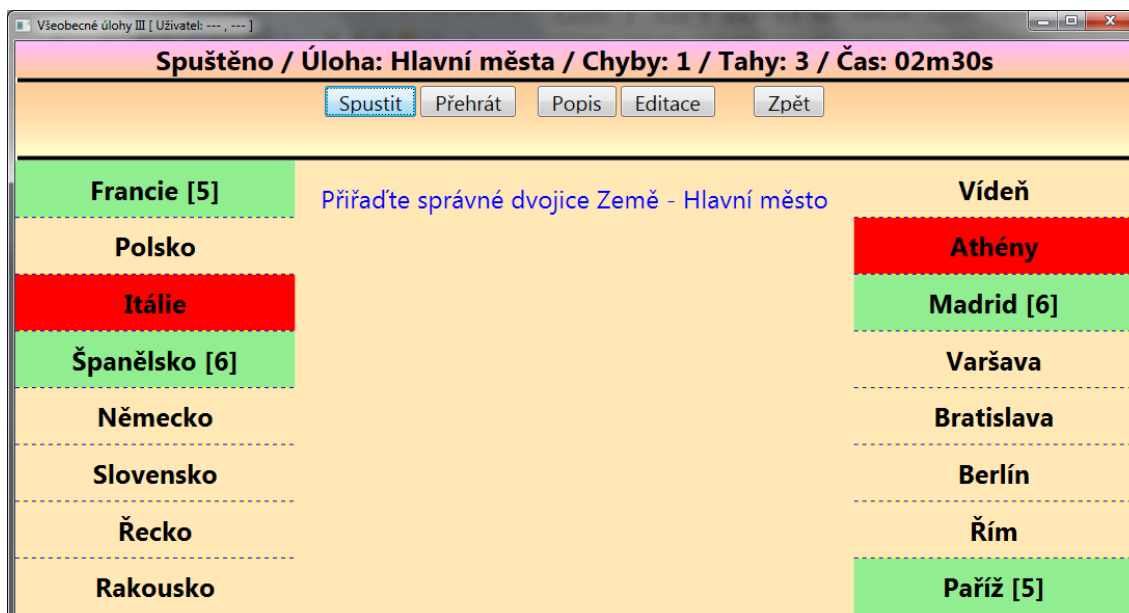 Všeobecné úlohy III [ Uživatel: --- , --- ]
Spuštěno / Úloha: Hlavní města / Chyby: 1 / Tahy: 3 / Čas: 02m30s
Spustit Přehrát Popis Editace Zpět
Přiřaďte správné dvojice Země - Hlavní město
Francie [5] Vídeň
Polsko Athény
Itálie Madrid [6]
Španělsko [6] Varšava
Německo Bratislava
Slovensko Berlín
Řecko Řím
Rakousko Paříž [5]